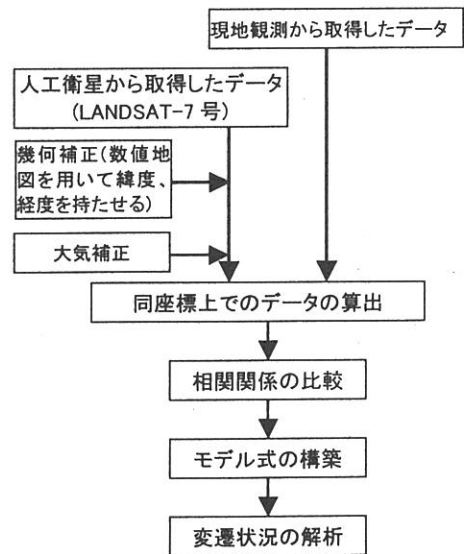 現地観測から取得したデータ
人工衛星から取得したデータ
(LANDSAT-7 号)
幾何補正(数値地
図を用いて緯度、
経度を持たせる)
大気補正
同座標上でのデータの算出
相関関係の比較
モデル式の構築
変遷状況の解析